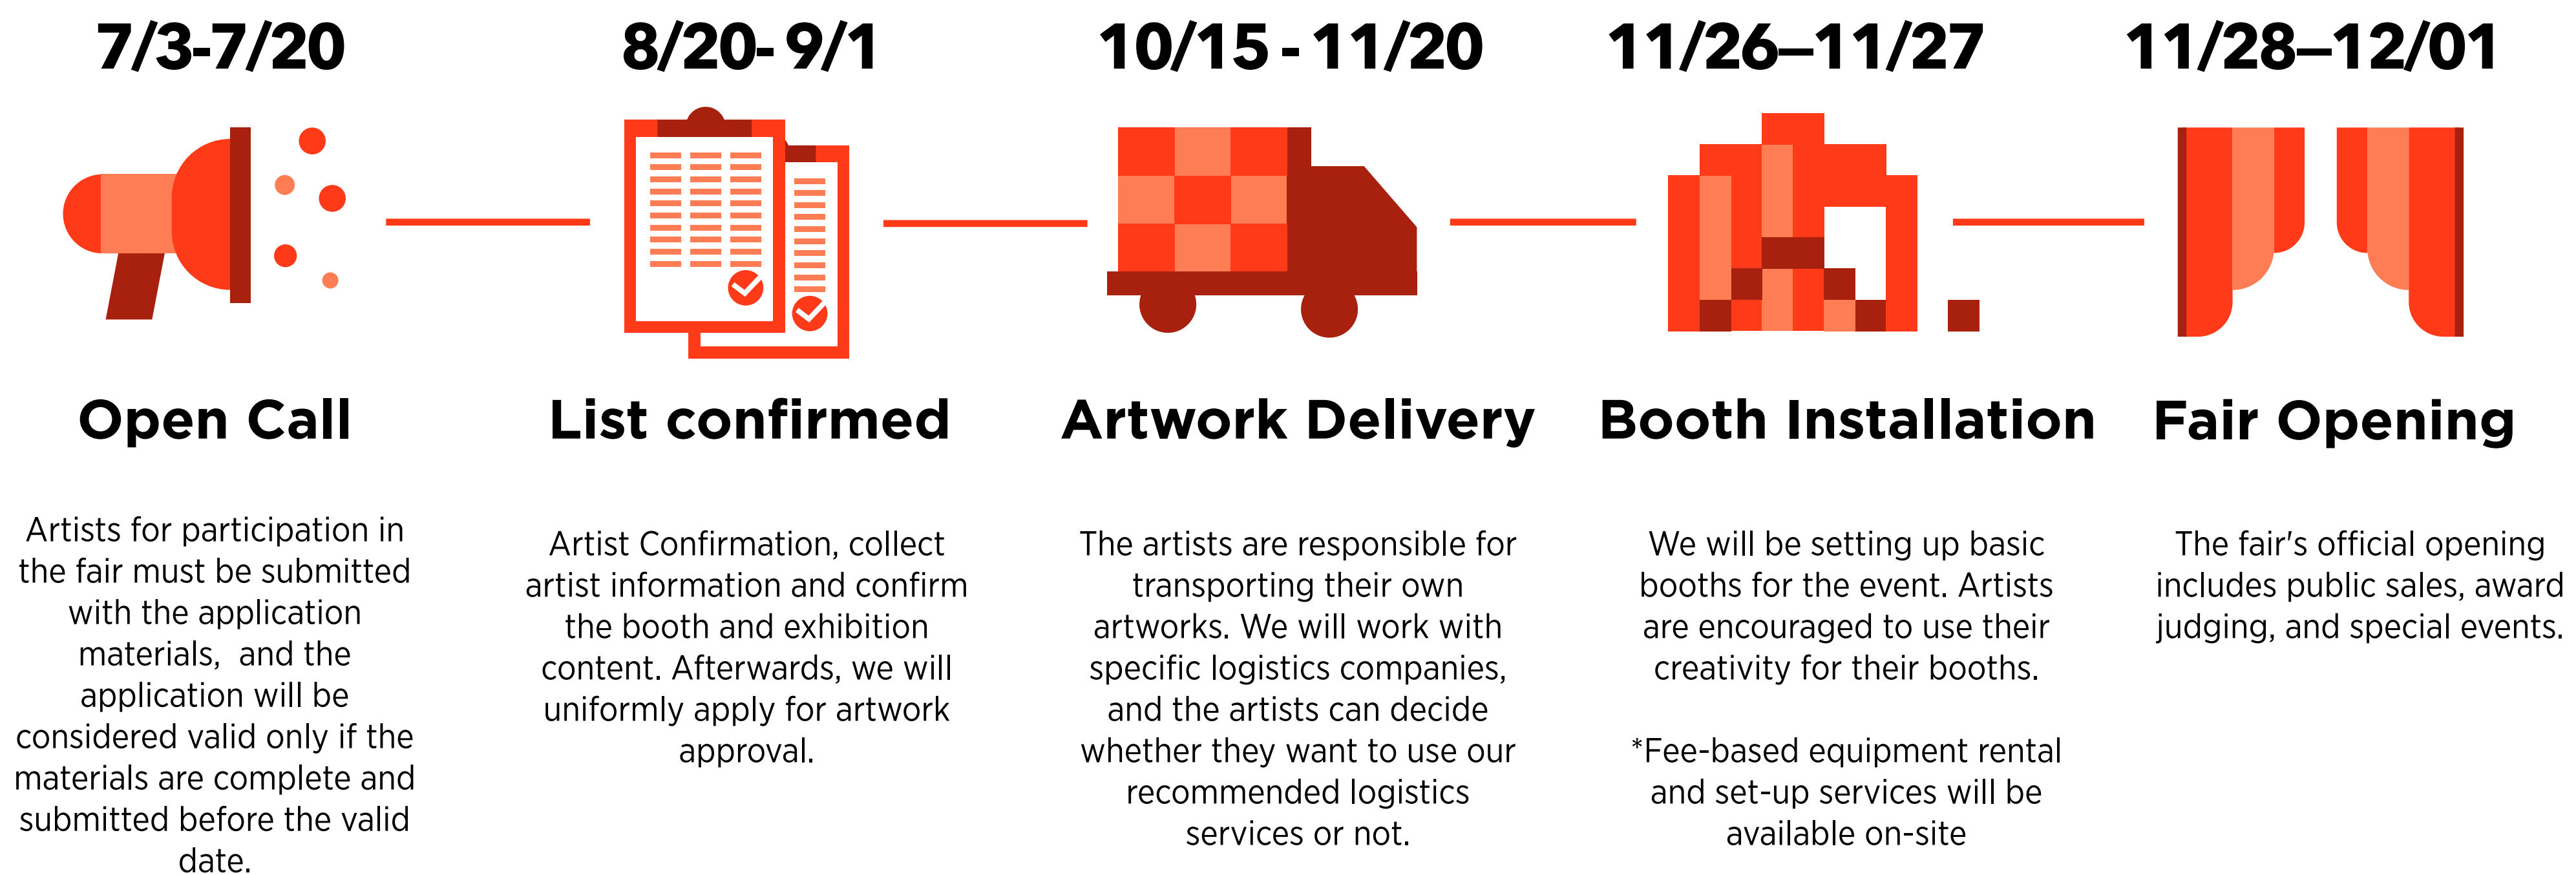 7/3-7/20
Open Call
Artists for participation in
the fair must be submitted
with the application
materials,  and the
application will be
considered valid only if the
materials are complete and
submitted before the valid
date.
8/20- 9/1
List confirmed
Artist Confirmation, collect
artist information and confirm
the booth and exhibition
content. Afterwards, we will
uniformly apply for artwork
approval.
10/15 - 11/20
Artwork Delivery
The artists are responsible for
transporting their own
artworks. We will work with
specific logistics companies,
and the artists can decide
whether they want to use our
recommended logistics
services or not.
11/26–11/27
Booth Installation
We will be setting up basic
booths for the event. Artists
are encouraged to use their
creativity for their booths.
*Fee-based equipment rental
and set-up services will be
available on-site
11/28–12/01
Fair Opening
The fair's official opening
includes public sales, award
judging, and special events.